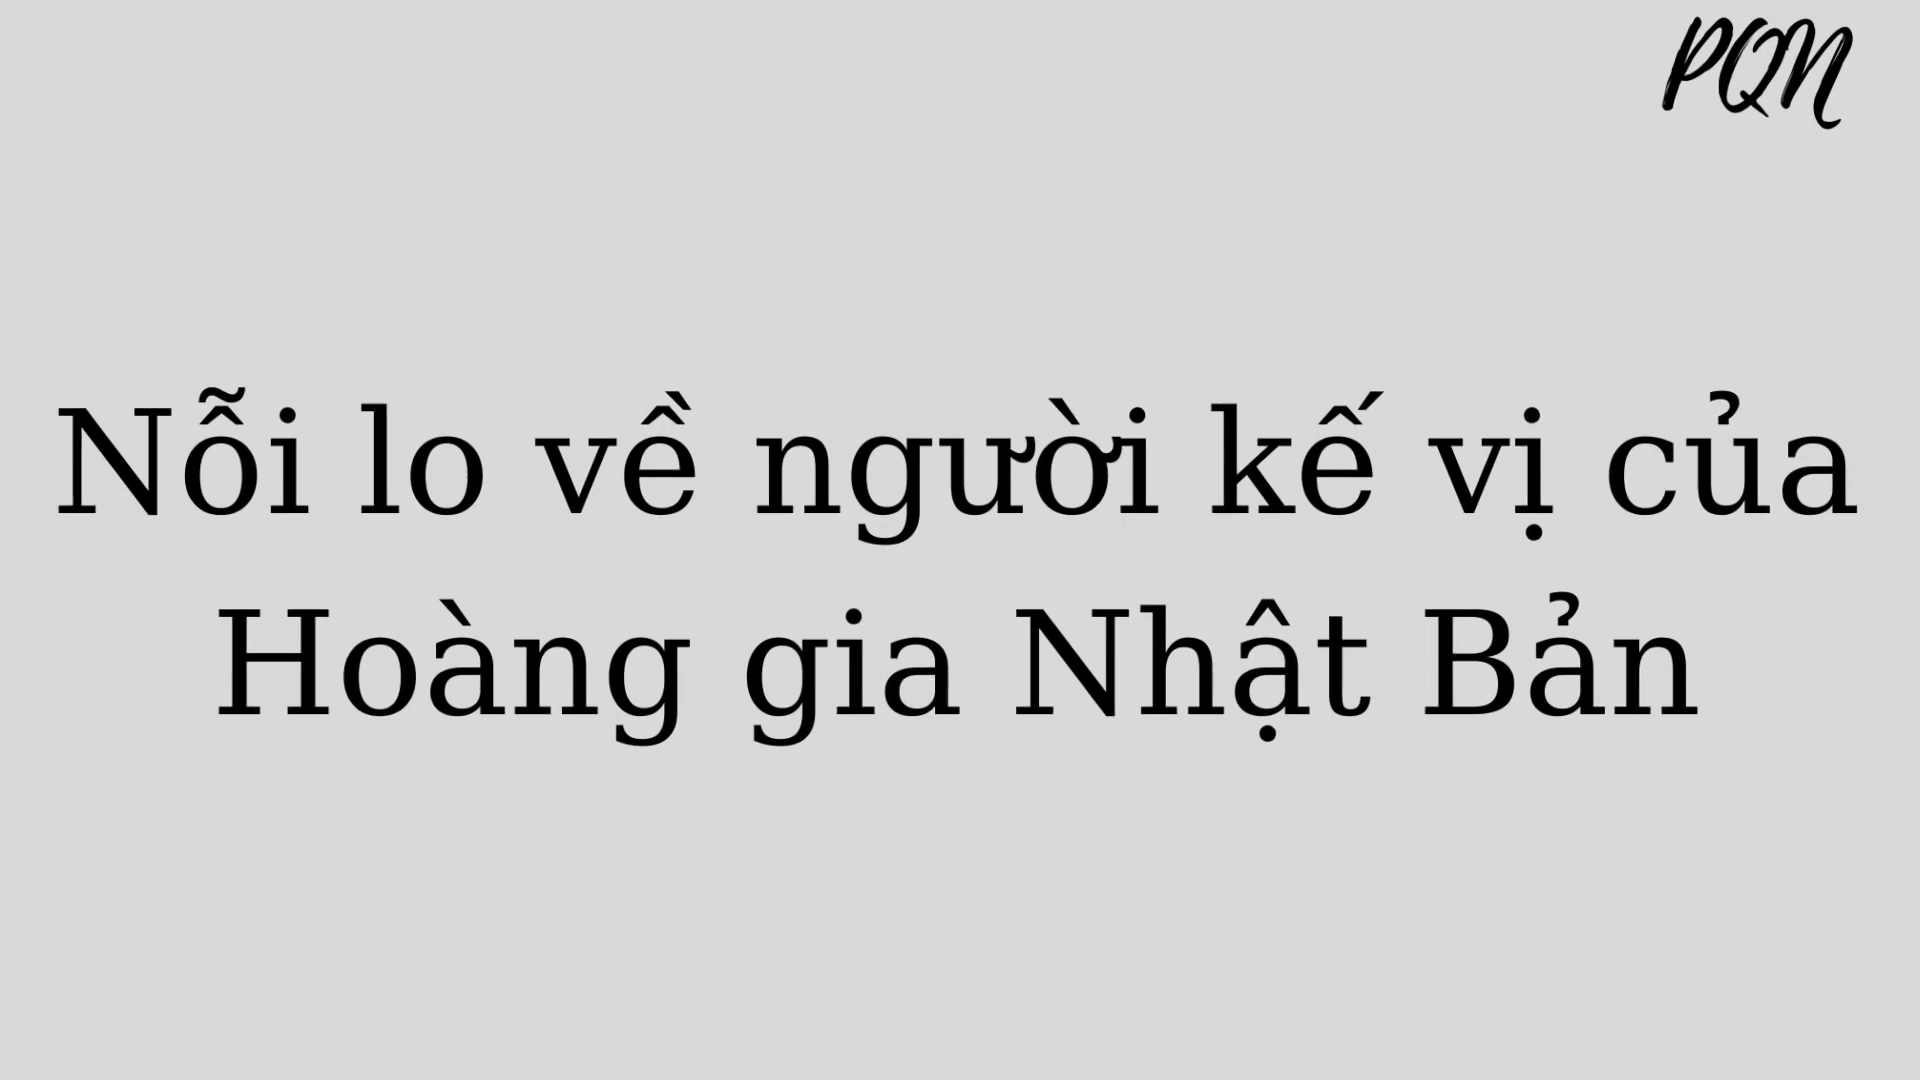 PQN
Nỗi lo về người kế vị của
Hoàng gia Nhật Bản